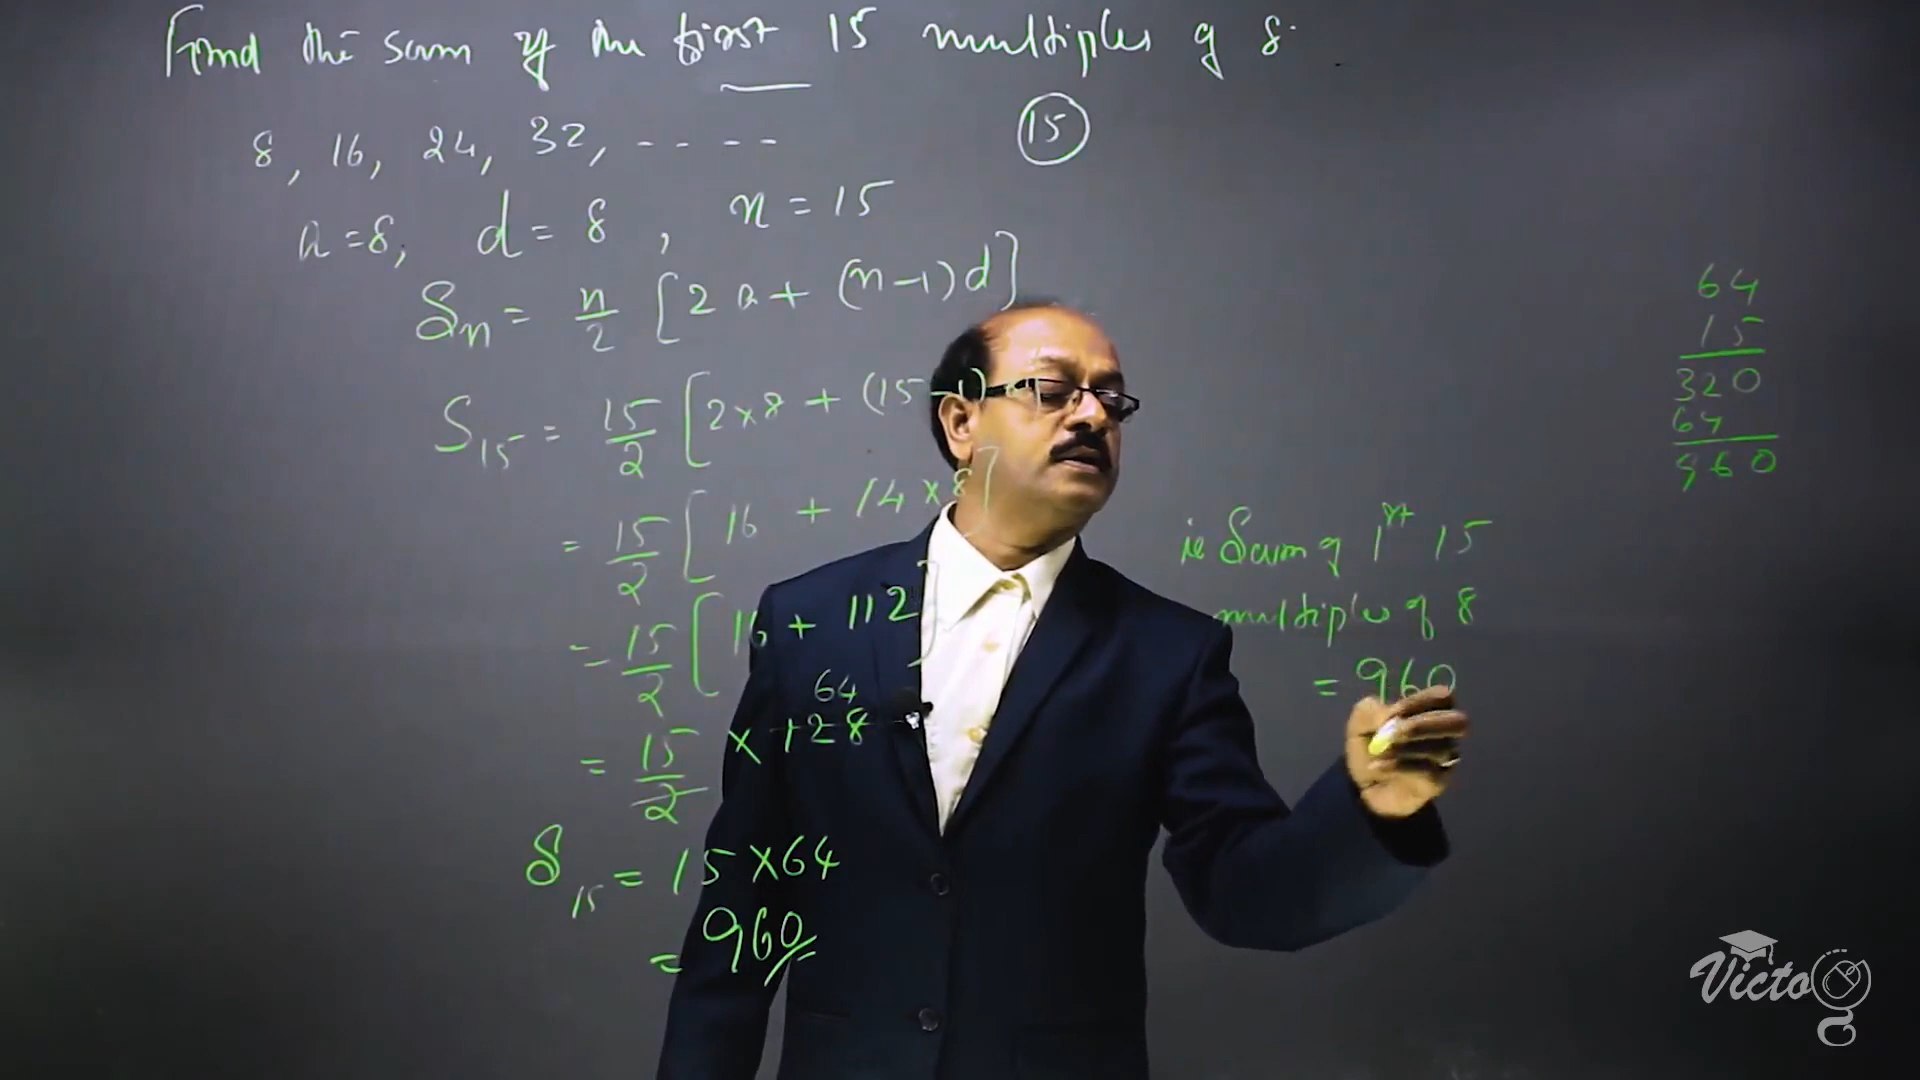 Find the sum of the first 15 multiples of 8.
8, 16, 24, 32, - - - -
15
a = 8, d = 8, n = 15
Sn = n/2 [2a + (n-1)d]
S15 = 15/2 [2×8 + (15-1)
= 15/2 [16 + 14×8]
= 15/2 [16 + 112]
64
= 15/2 × 128
S15 = 15×64
= 960
64
15
320
64
960
ie Sum of 1st 15
multiples of 8
= 960
Victo